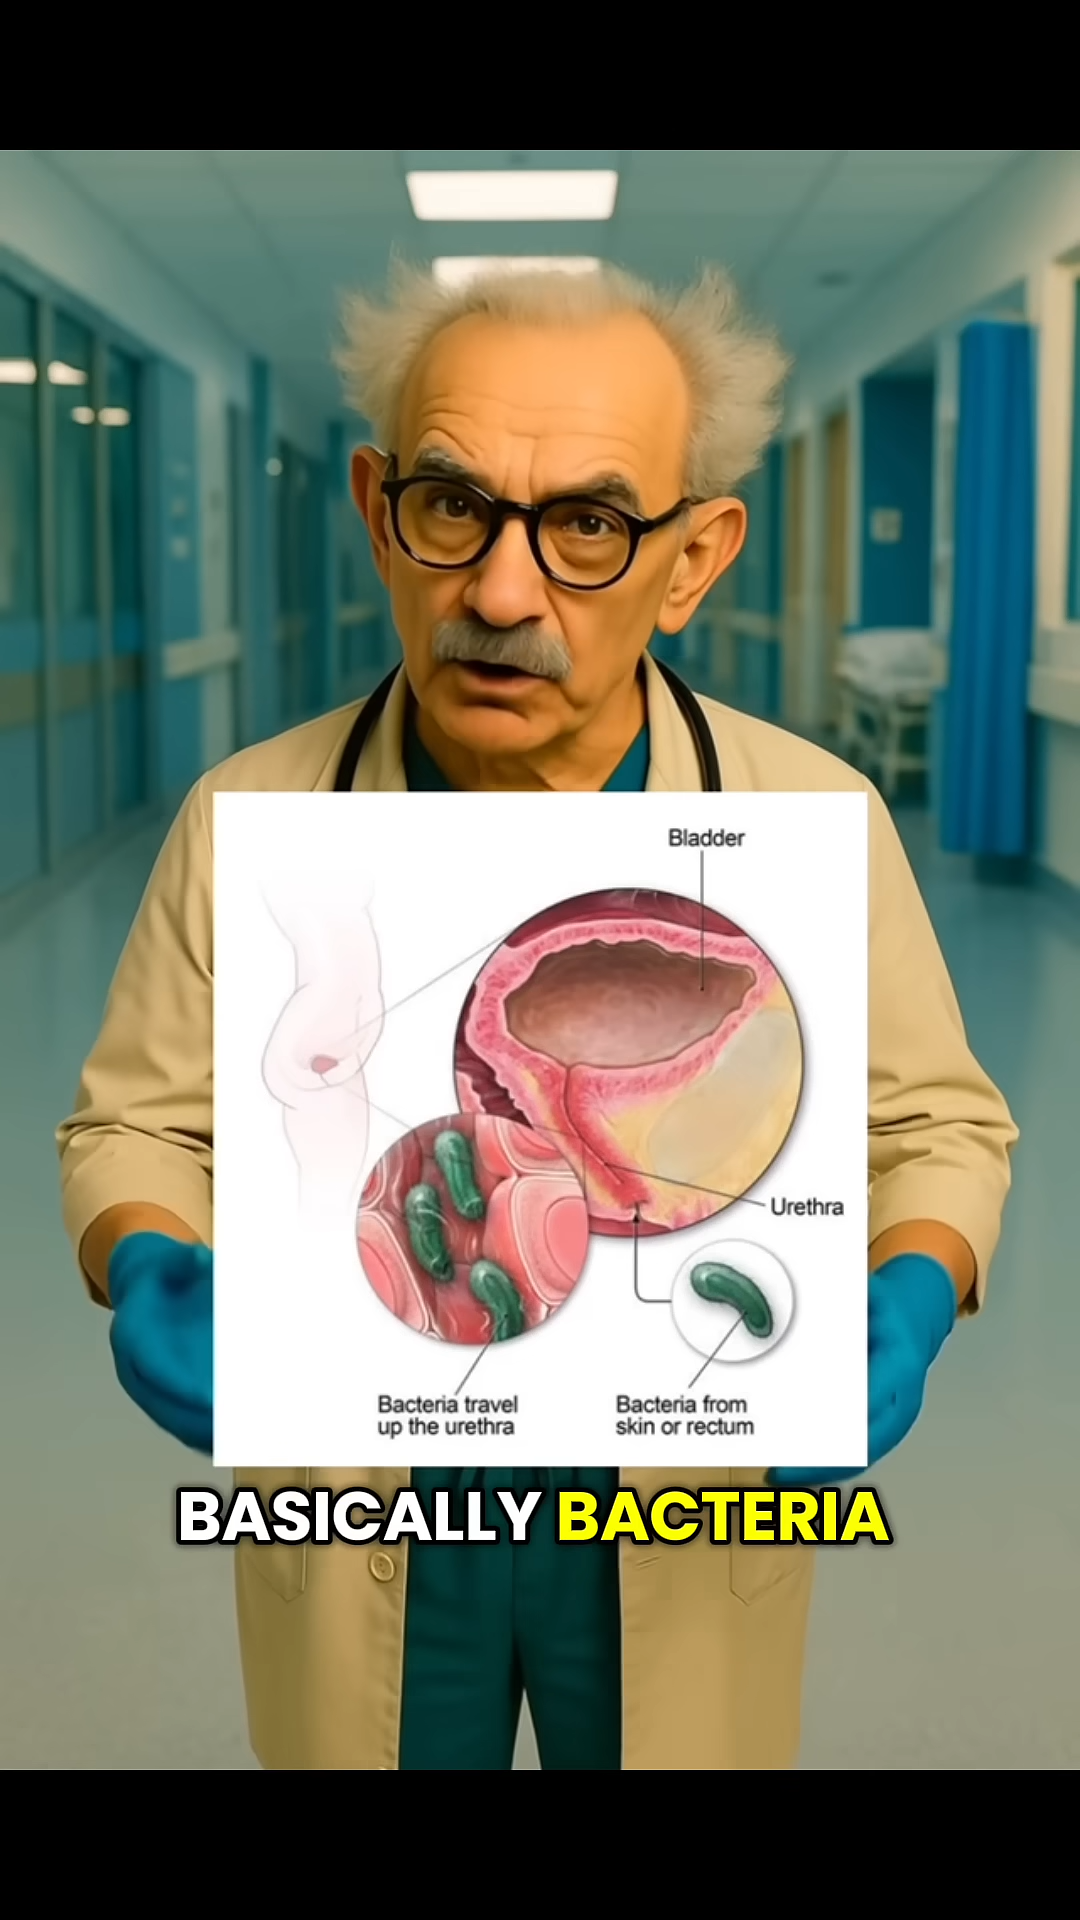 Bladder
Urethra
Bacteria travel
up the urethra
Bacteria from
skin or rectum
BASICALLY BACTERIA